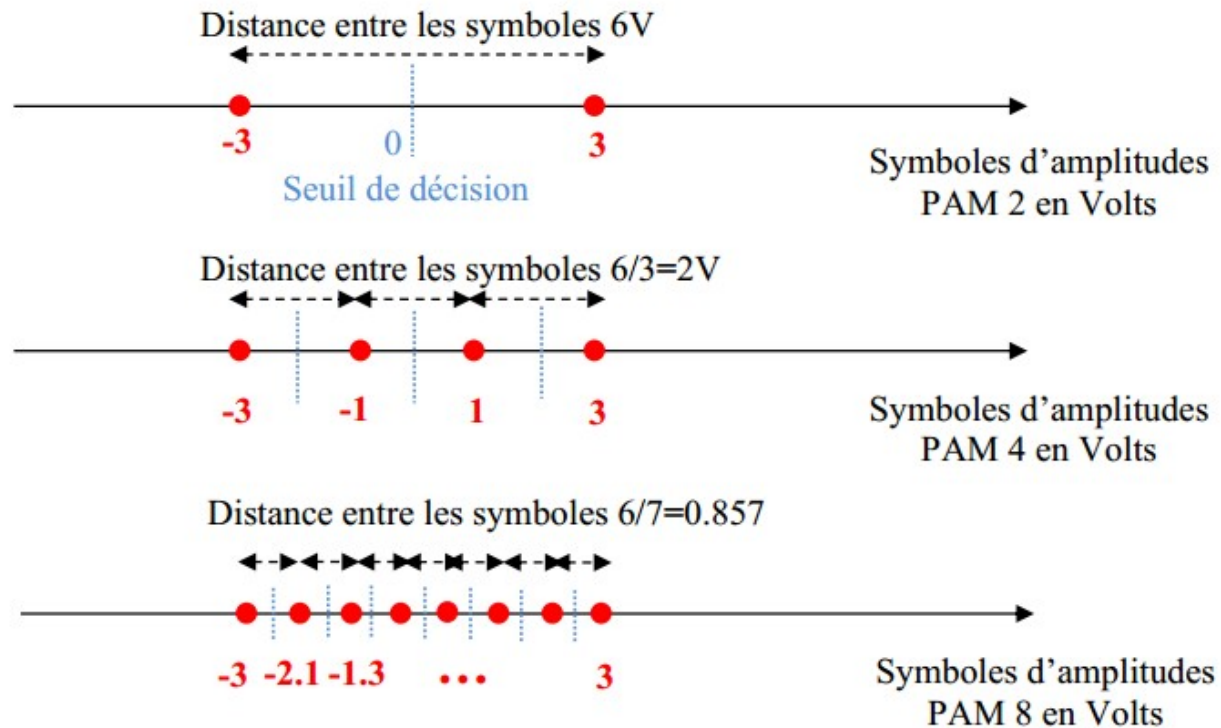 Distance entre les symboles 6V
-3
0
3
Seuil de décision
Symboles d'amplitudes
PAM 2 en Volts
Distance entre les symboles 6/3=2V
-3
-1
1
3
Symboles d'amplitudes
PAM 4 en Volts
Distance entre les symboles 6/7=0.857
-3
-2.1
-1.3
...
3
Symboles d'amplitudes
PAM 8 en Volts